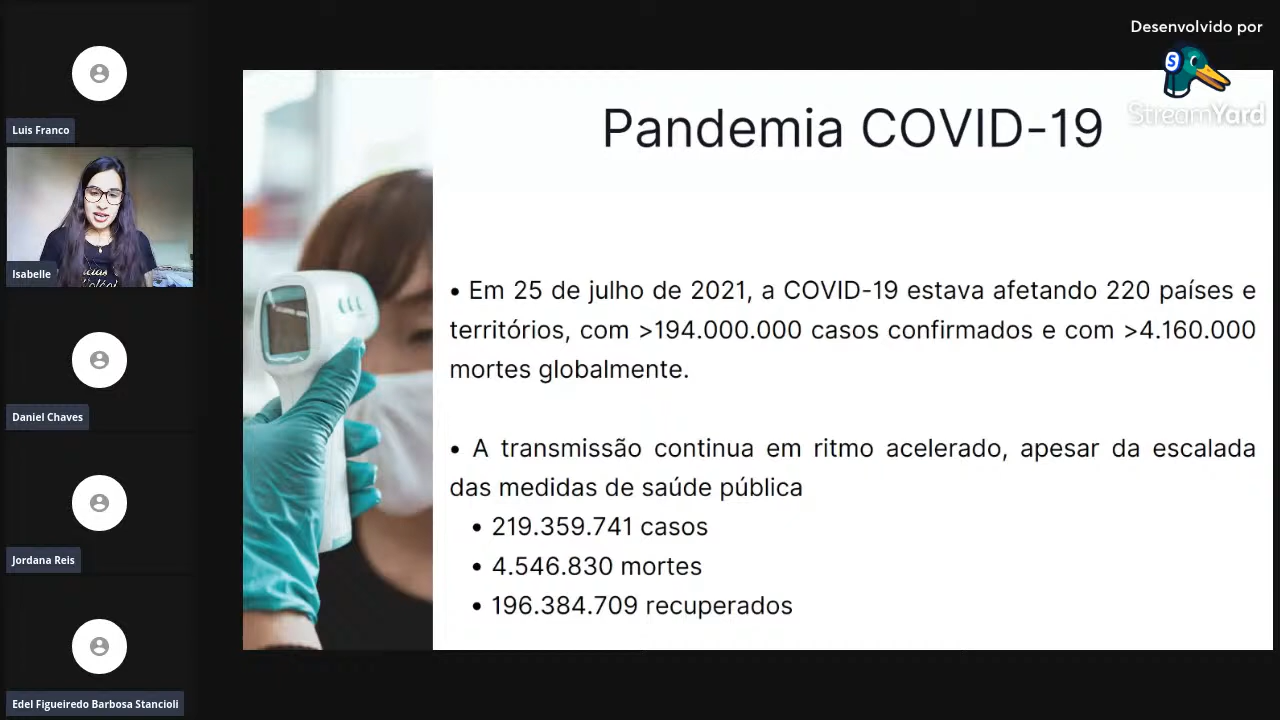 Desenvolvido por
S
StreamYard
Luis Franco
Isabelle
Daniel Chaves
Jordana Reis
Edel Figueiredo Barbosa Stancioli
Pandemia COVID-19
• Em 25 de julho de 2021, a COVID-19 estava afetando 220 países e
territórios, com >194.000.000 casos confirmados e com >4.160.000
mortes globalmente.
• A transmissão continua em ritmo acelerado, apesar da escalada
das medidas de saúde pública
• 219.359.741 casos
• 4.546.830 mortes
• 196.384.709 recuperados